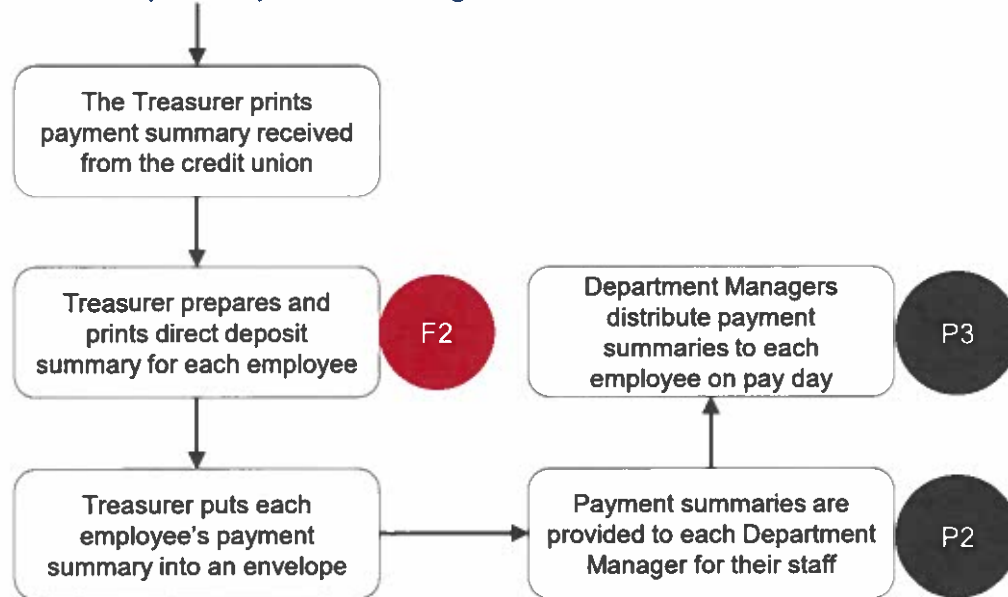 The Treasurer prints
payment summary received
from the credit union
Treasurer prepares and
prints direct deposit
summary for each employee
F2
Department Managers
distribute payment
summaries to each
employee on pay day
P3
Treasurer puts each
employee's payment
summary into an envelope
Payment summaries are
provided to each Department
Manager for their staff
P2